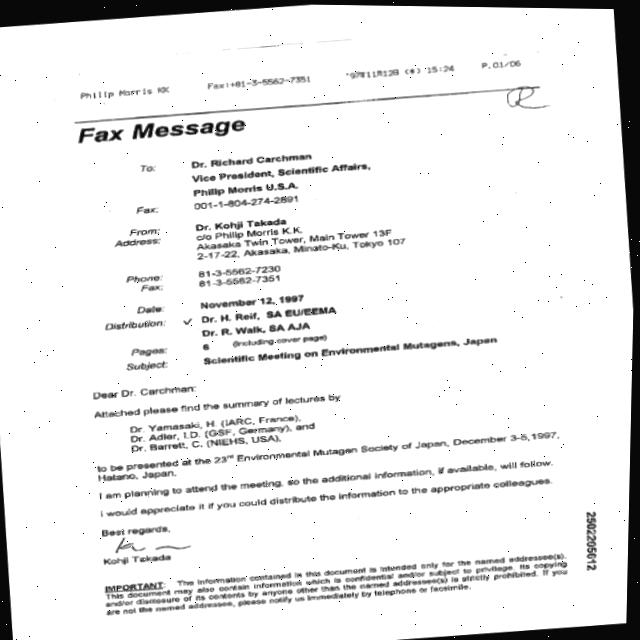 Philip Morris KK Fax:+81-3-5562-7351 '97年11月12日(水) 15:24 P.01/06
Fax Message
To: Dr. Richard Carchman
Vice President, Scientific Affairs,
Philip Morris U.S.A.
Fax: 001-1-804-274-2891
From: Dr. Kohji Takada
Address: c/o Philip Morris K.K.
Akasaka Twin Tower, Main Tower 13F
2-17-22, Akasaka, Minato-Ku, Tokyo 107
Phone: 81-3-5562-7230
Fax: 81-3-5562-7351
Date: November 12, 1997
Distribution: ✓ Dr. H. Reif, SA EU/EEMA
Dr. R. Walk, SA AJA
Pages: 6 (including cover page)
Subject: Scientific Meeting on Environmental Mutagens, Japan
Dear Dr. Carchman:
Attached please find the summary of lectures by
Dr. Yamasaki, H. (IARC, France),
Dr. Adler, I.D. (GSF, Germany), and
Dr. Barrett, C. (NIEHS, USA),
to be presented at the 23rd Environmental Mutagan Society of Japan, December 3-5, 1997,
Hatano, Japan.
I am planning to attend the meeting, so the additional information, if available, will follow.
I would appreciate it if you could distribute the information to the appropriate colleagues.
Best regards,
Kohji Takada
IMPORTANT: The information contained in this document is intended only for the named addressee(s).
This document may also contain information which is confidential and/or subject to privilege. Its copying
and/or disclosure of its contents by anyone other than the named addressee(s) is strictly prohibited. If you
are not the named addressee, please notify us immediately by telephone or facsimile.
2502205012